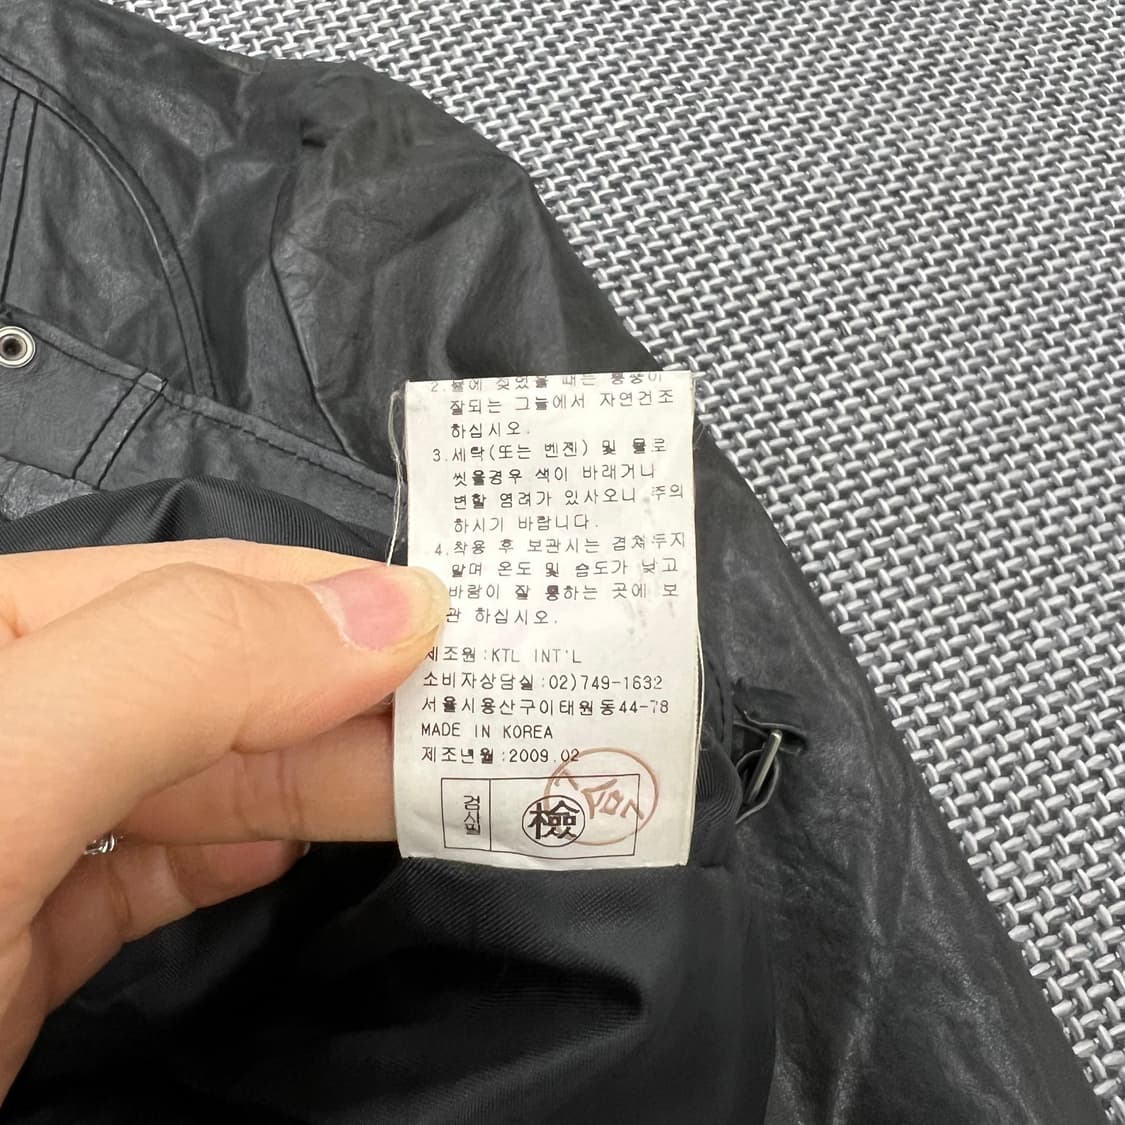 2.물에 젖었을 때는 통풍이
잘되는 그늘에서 자연건조
하십시오.
3.세탁(또는 벤젠) 및 물로
씻을경우 색이 바래거나
변할 염려가 있사오니 주의
하시기 바랍니다.
4.착용 후 보관시는 겹쳐두지
말며 온도 및 습도가 낮고
바람이 잘 통하는 곳에 보
관 하십시오.
제조원:KTL INT'L
소비자상담실:02)749-1632
서울시용산구이태원동44-78
MADE IN KOREA
제조년월:2009.02
검사필
檢